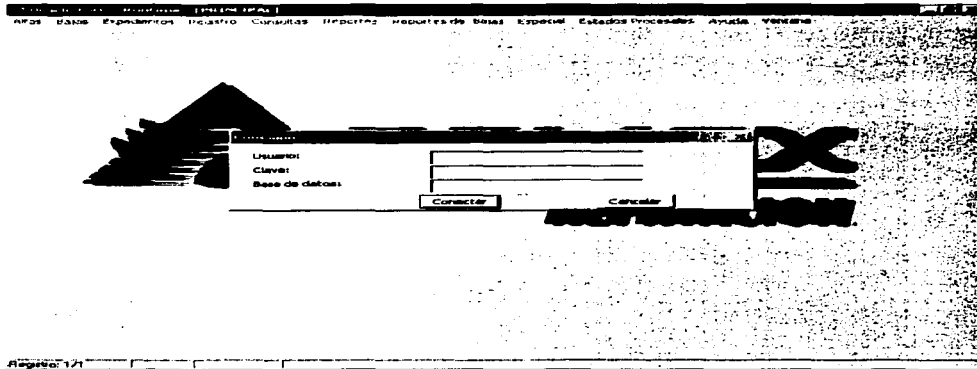 [PRINCIPAL]
Altas Bajas Expedientes Registro Consultas Reportes Reportes de Bajas Especial Estados Procesales Ayuda Ventana
Usuario:
Clave:
Base de datos:
Conectar Cancelar
Registro: 1/1